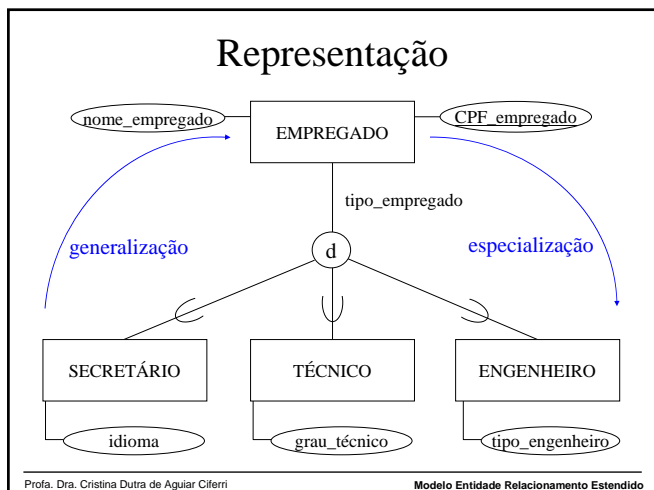 Representação
nome_empregado
CPF_empregado
EMPREGADO
tipo_empregado
generalização
d
especialização
SECRETÁRIO
TÉCNICO
ENGENHEIRO
idioma
grau_técnico
tipo_engenheiro
Profa. Dra. Cristina Dutra de Aguiar Ciferri
Modelo Entidade Relacionamento Estendido